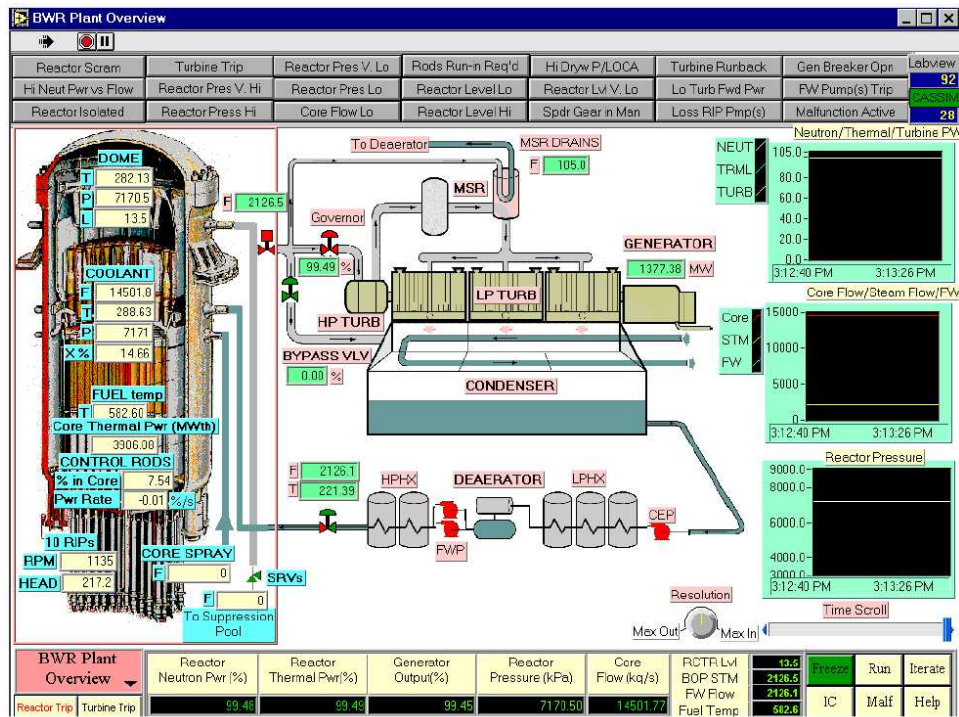 BWR Plant Overview
Reactor Scram
Turbine Trip
Reactor Pres V. Lo
Rods Run-in Req'd
Hi Dryw P/LOCA
Turbine Runback
Gen Breaker Opn
Labview
92
Hi Neut Pwr vs Flow
Reactor Pres V. Hi
Reactor Pres Lo
Reactor Level Lo
Reactor Lvl V. Lo
Lo Turb Fwd Pwr
FW Pump(s) Trip
CASSIM
28
Reactor Isolated
Reactor Press Hi
Core Flow Lo
Reactor Level Hi
Spdr Gear in Man
Loss RIP Pmp(s)
Malfunction Active
DOME
T 282.13
P 7170.5
L 13.5
COOLANT
F 14501.8
T 288.63
P 7171
X % 14.66
FUEL temp
T 582.60
Core Thermal Pwr (MWth)
3906.08
CONTROL RODS
% in Core 7.54
Pwr Rate -0.01 %/s
10 RIPs
RPM 1135
HEAD 217.2
CORE SPRAY
F 0
SRVs
F 0
To Suppression
Pool
F 2126.5
To Deaerator
MSR DRAINS
F 105.0
MSR
Governor
99.49 %
GENERATOR
1377.38 MW
HP TURB
LP TURB
BYPASS VLV
0.00 %
CONDENSER
F 2126.1
T 221.39
HPHX
DEAERATOR
LPHX
FWP
CEP
Neutron/Thermal/Turbine PW
NEUT
TRML
TURB
105.0
80.0
60.0
40.0
20.0
0.0
3:12:40 PM
3:13:26 PM
Core Flow/Steam Flow/FW
Core
STM
FW
15000
10000
5000
0
3:12:40 PM
3:13:26 PM
Reactor Pressure
9000.0
8000.0
6000.0
4000.0
3000.0
3:12:40 PM
3:13:26 PM
Resolution
Max Out
Max In
Time Scroll
BWR Plant
Overview
Reactor Trip
Turbine Trip
Reactor
Neutron Pwr (%)
99.48
Reactor
Thermal Pwr(%)
99.49
Generator
Output(%)
99.45
Reactor
Pressure (kPa)
7170.50
Core
Flow (kg/s)
14501.77
RCTR Lvl 13.5
BOP STM 2126.5
FW Flow 2126.1
Fuel Temp 582.6
Freeze
Run
Iterate
IC
Malf
Help